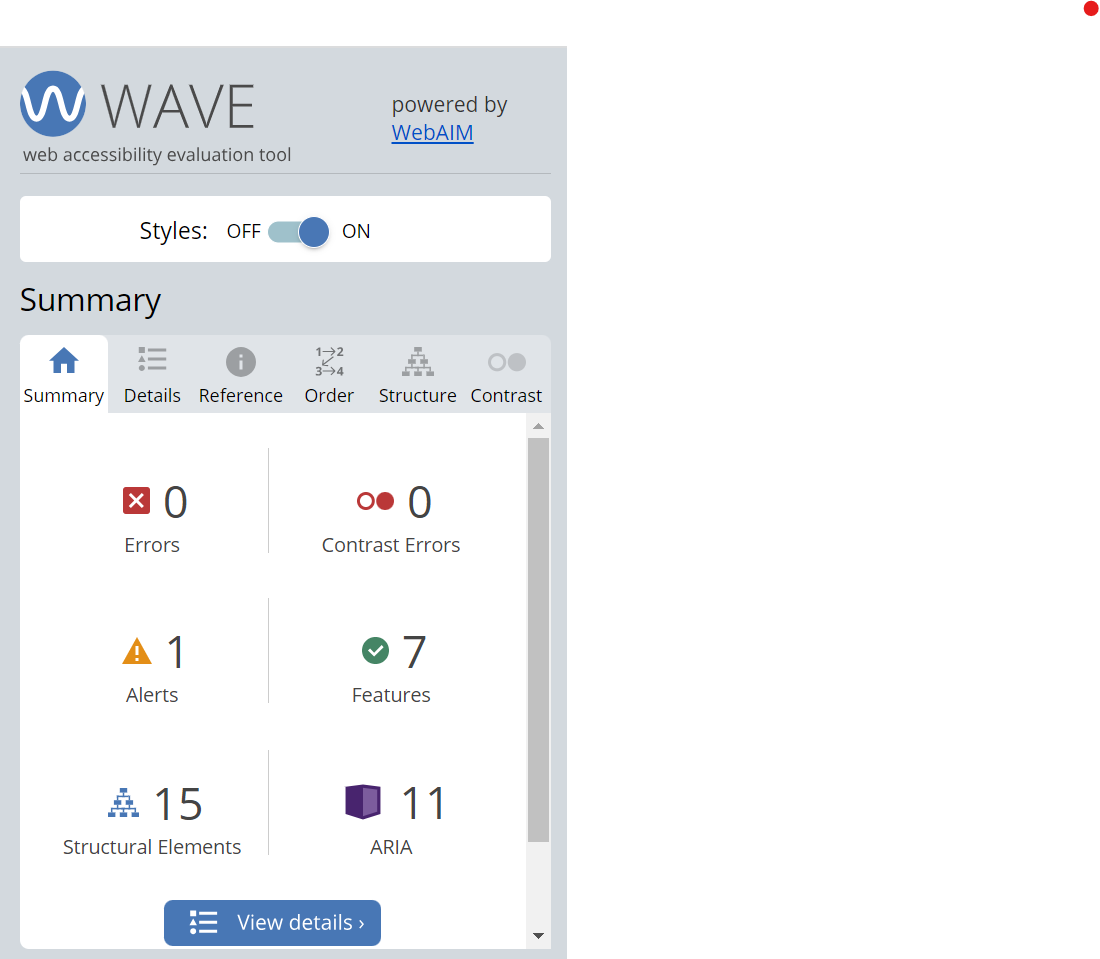 WAVE
powered by
WebAIM
web accessibility evaluation tool
Styles: OFF ON
Summary
1 2
3 4
Summary Details Reference Order Structure Contrast
0 0
Errors Contrast Errors
1 7
Alerts Features
15 11
Structural Elements ARIA
View details ›